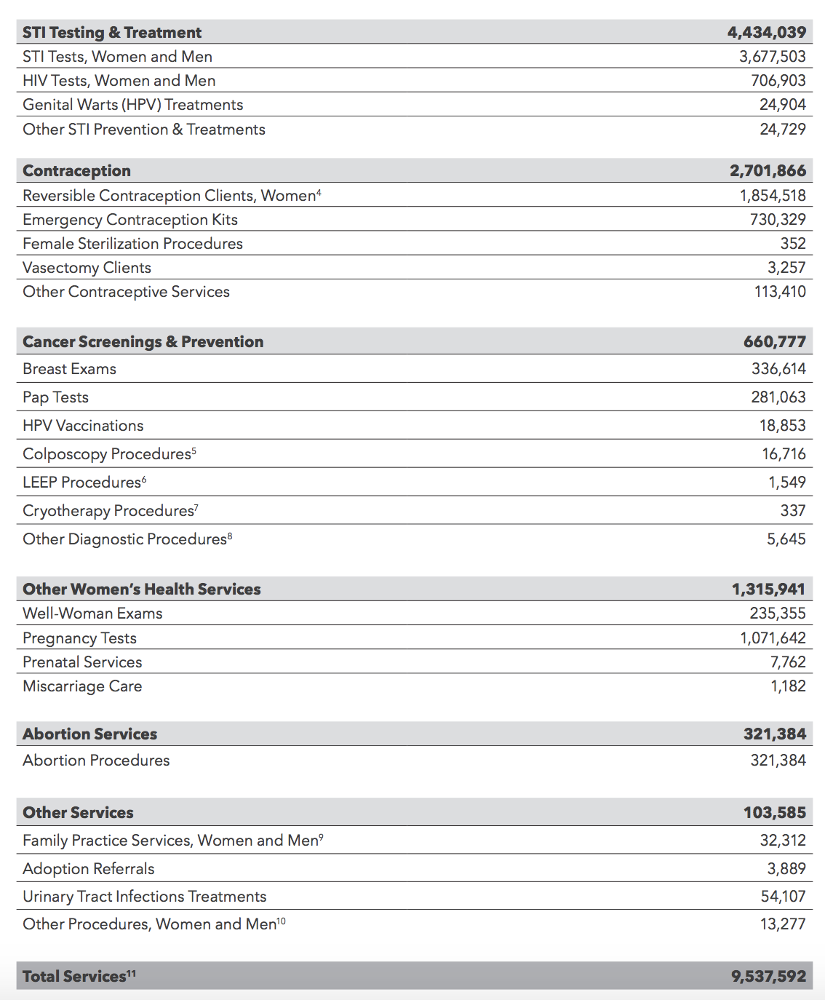 STI Testing & Treatment 4,434,039
STI Tests, Women and Men 3,677,503
HIV Tests, Women and Men 706,903
Genital Warts (HPV) Treatments 24,904
Other STI Prevention & Treatments 24,729
Contraception 2,701,866
Reversible Contraception Clients, Women⁴ 1,854,518
Emergency Contraception Kits 730,329
Female Sterilization Procedures 352
Vasectomy Clients 3,257
Other Contraceptive Services 113,410
Cancer Screenings & Prevention 660,777
Breast Exams 336,614
Pap Tests 281,063
HPV Vaccinations 18,853
Colposcopy Procedures⁵ 16,716
LEEP Procedures⁶ 1,549
Cryotherapy Procedures⁷ 337
Other Diagnostic Procedures⁸ 5,645
Other Women's Health Services 1,315,941
Well-Woman Exams 235,355
Pregnancy Tests 1,071,642
Prenatal Services 7,762
Miscarriage Care 1,182
Abortion Services 321,384
Abortion Procedures 321,384
Other Services 103,585
Family Practice Services, Women and Men⁹ 32,312
Adoption Referrals 3,889
Urinary Tract Infections Treatments 54,107
Other Procedures, Women and Men¹⁰ 13,277
Total Services¹¹ 9,537,592